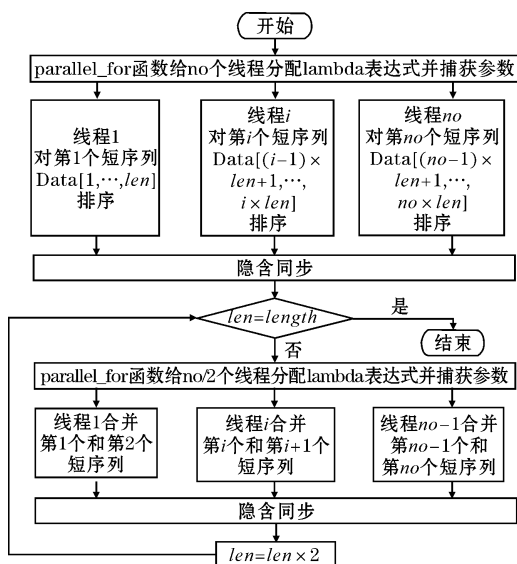 开始
parallel_for函数给no个线程分配lambda表达式并捕获参数
线程1
对第1个短序列
Data[1,…,len]
排序
线程i
对第i个短序列
Data[(i−1)×
len+1,…,
i×len]
排序
线程no
对第no个短序列
Data[(no−1)×
len+1,…,
no×len]
排序
隐含同步
len=length
是
结束
否
parallel_for函数给no/2个线程分配lambda表达式并捕获参数
线程1合并
第1个和第2个
短序列
线程i合并
第i个和第i+1个
短序列
线程no−1合并
第no−1个和
第no个短序列
隐含同步
len=len×2